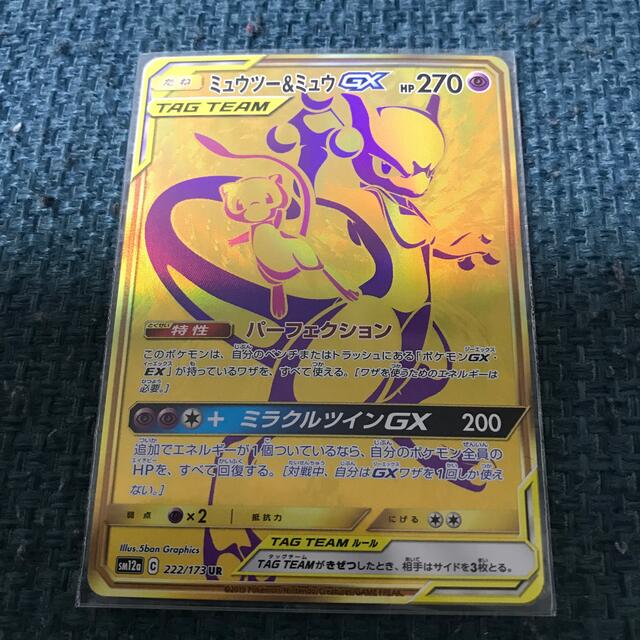 たね ミュウツー&ミュウGX HP270
TAG TEAM
とくせい
特性 パーフェクション
このポケモンは、自分のベンチまたはトラッシュにある「ポケモンGX・
EX」が持っているワザを、すべて使える。[ワザを使うためのエネルギーは
必要。]
+ ミラクルツインGX 200
追加でエネルギーが1個ついているなら、自分のポケモン全員の
HPを、すべて回復する。[対戦中、自分はGXワザを1回しか使え
ない。]
弱点 ×2 抵抗力 にげる
Illus.5ban Graphics
TAG TEAM ルール
sm12a C 222/173 UR
TAG TEAMがきぜつしたとき、相手はサイドを3枚とる。
©2019 Pokémon/Nintendo/Creatures/GAME FREAK.